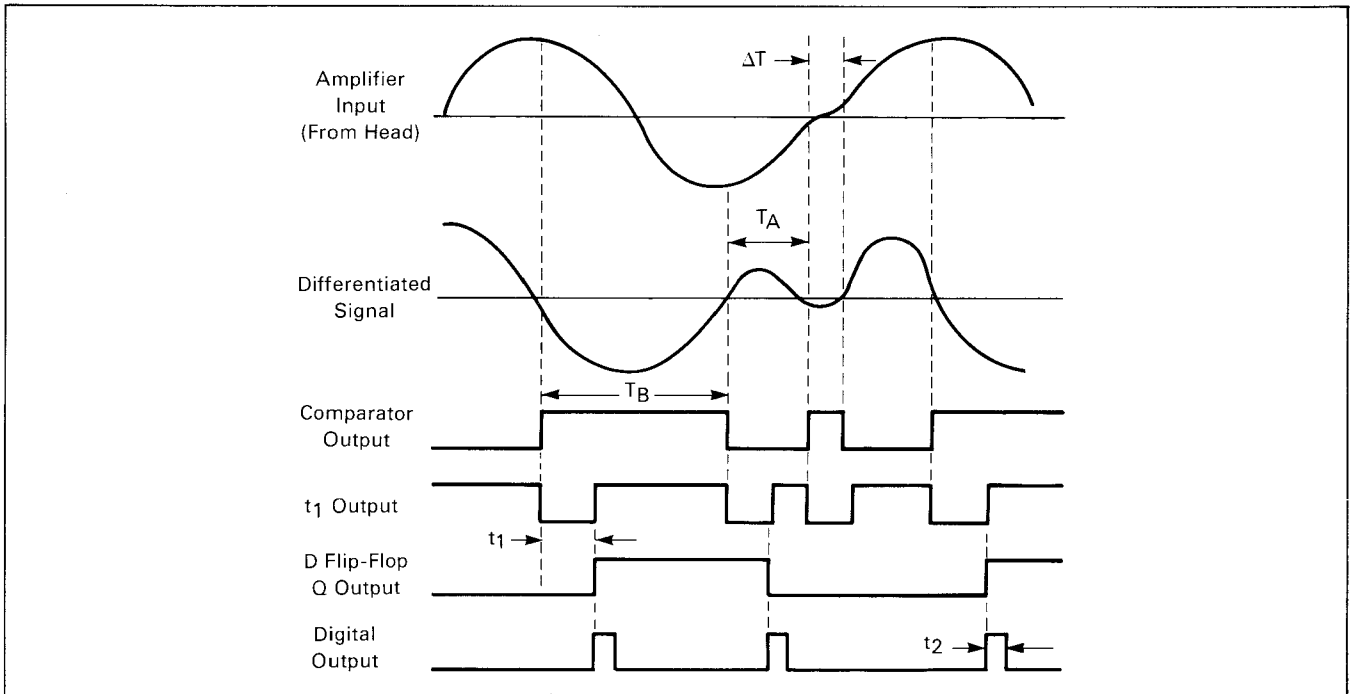 ΔT
Amplifier
Input
(From Head)
TA
Differentiated
Signal
TB
Comparator
Output
t1 Output
t1
D Flip-Flop
Q Output
Digital
Output
t2